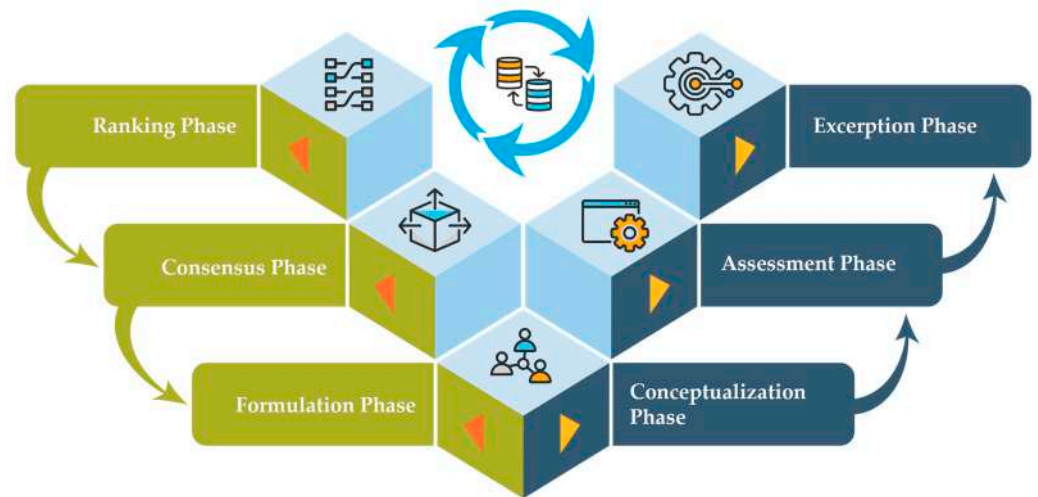 Ranking Phase
Excerption Phase
Consensus Phase
Assessment Phase
Formulation Phase
Conceptualization
Phase